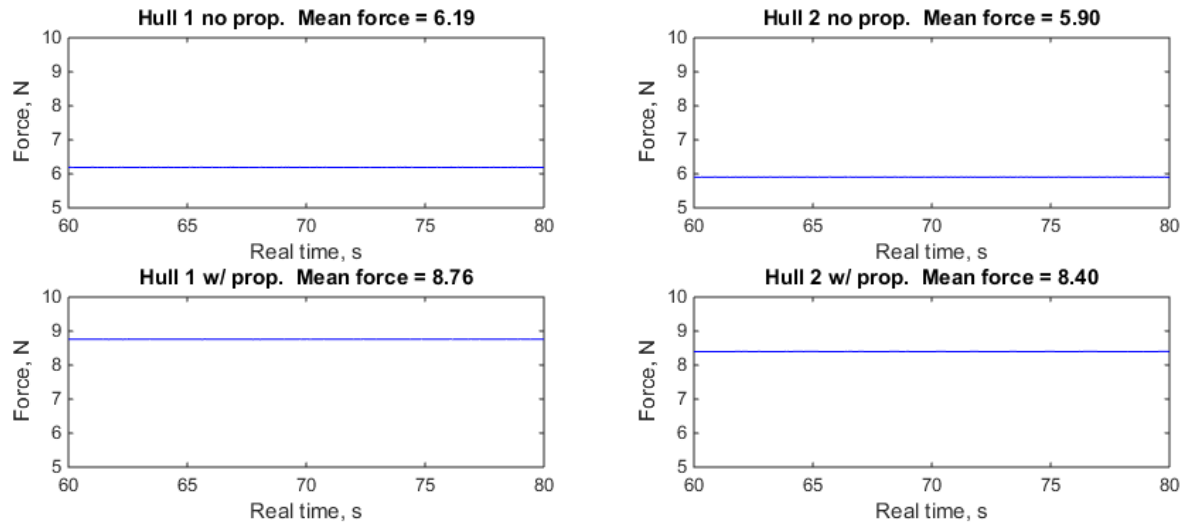 Hull 1 no prop.  Mean force = 6.19
10
9
8
7
6
5
Force, N
60 65 70 75 80
Real time, s
Hull 2 no prop.  Mean force = 5.90
10
9
8
7
6
5
Force, N
60 65 70 75 80
Real time, s
Hull 1 w/ prop.  Mean force = 8.76
10
9
8
7
6
5
Force, N
60 65 70 75 80
Real time, s
Hull 2 w/ prop.  Mean force = 8.40
10
9
8
7
6
5
Force, N
60 65 70 75 80
Real time, s